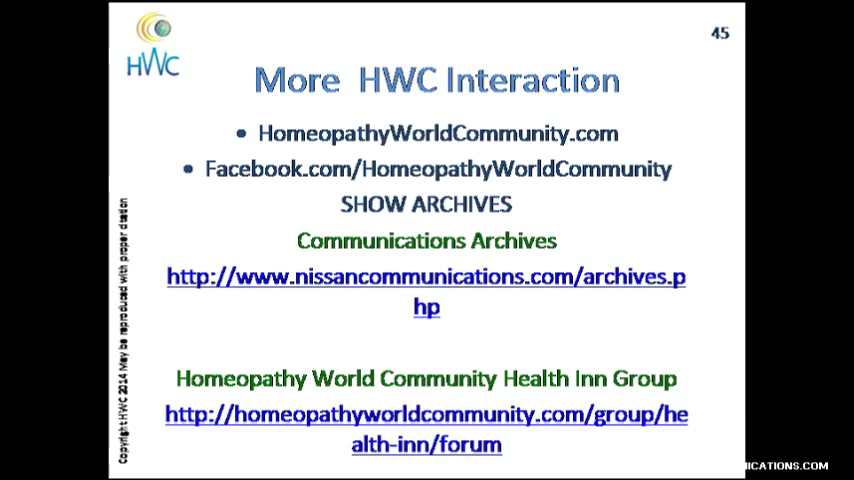 HWC
45
More HWC Interaction
• HomeopathyWorldCommunity.com
• Facebook.com/HomeopathyWorldCommunity
SHOW ARCHIVES
Communications Archives
http://www.nissancommunications.com/archives.p
hp
Homeopathy World Community Health Inn Group
http://homeopathyworldcommunity.com/group/he
alth-inn/forum
Copyright HWC 2014 May be reproduced with proper citation
NICATIONS.COM